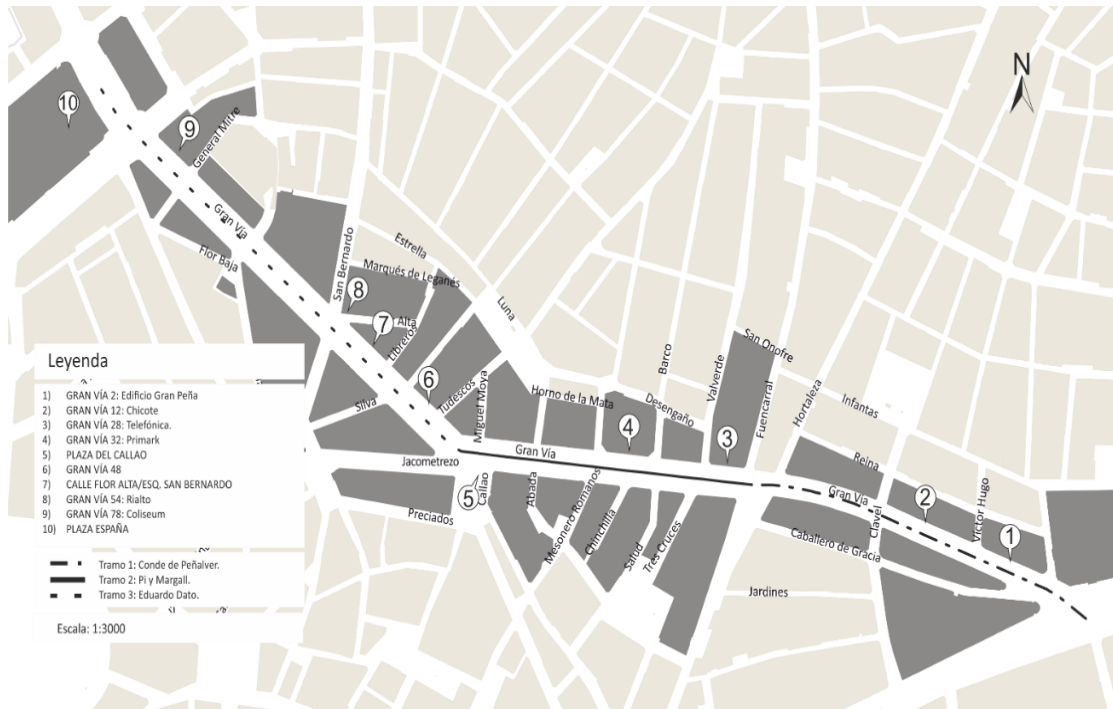 N
10
9
General Mitre
Gran Vía
Flor Baja
San Bernardo
Estrella
Marqués de Leganés
8
Alta
7
Libreros
Luna
6
Tudescos
Silva
Miguel Moya
Horno de la Mata
4
Desengaño
Barco
Valverde
San Onofre
3
Fuencarral
Hortaleza
Infantas
Reina
Gran Vía
Jacometrezo
5
Callao
Preciados
Abada
Mesonero Romanos
Chinchilla
Salud
Tres Cruces
Gran Vía
2
Clavel
Víctor Hugo
1
Caballero de Gracia
Jardines
Leyenda
1) GRAN VÍA 2: Edificio Gran Peña
2) GRAN VÍA 12: Chicote
3) GRAN VÍA 28: Telefónica.
4) GRAN VÍA 32: Primark
5) PLAZA DEL CALLAO
6) GRAN VÍA 48
7) CALLE FLOR ALTA/ESQ. SAN BERNARDO
8) GRAN VÍA 54: Rialto
9) GRAN VÍA 78: Coliseum
10) PLAZA ESPAÑA
Tramo 1: Conde de Peñalver.
Tramo 2: Pi y Margall.
Tramo 3: Eduardo Dato.
Escala: 1:3000